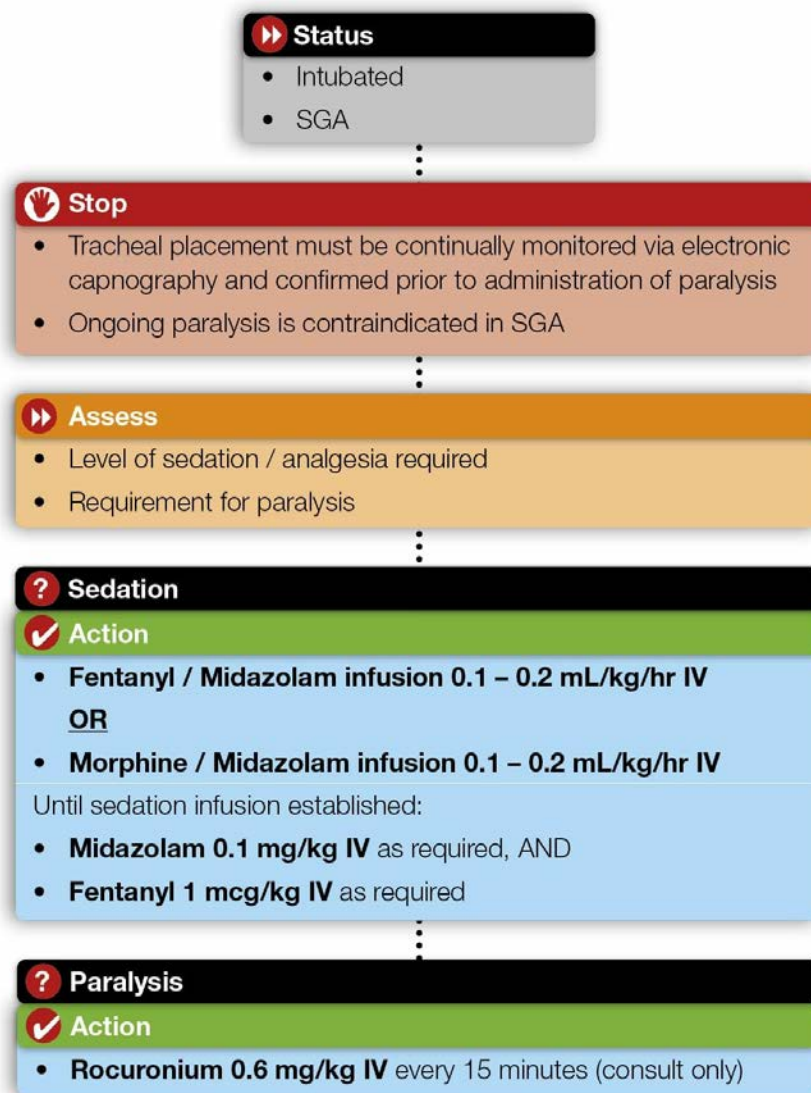 Status
• Intubated
• SGA
Stop
• Tracheal placement must be continually monitored via electronic
capnography and confirmed prior to administration of paralysis
• Ongoing paralysis is contraindicated in SGA
Assess
• Level of sedation / analgesia required
• Requirement for paralysis
? Sedation
Action
• Fentanyl / Midazolam infusion 0.1 – 0.2 mL/kg/hr IV
OR
• Morphine / Midazolam infusion 0.1 – 0.2 mL/kg/hr IV
Until sedation infusion established:
• Midazolam 0.1 mg/kg IV as required, AND
• Fentanyl 1 mcg/kg IV as required
? Paralysis
Action
• Rocuronium 0.6 mg/kg IV every 15 minutes (consult only)